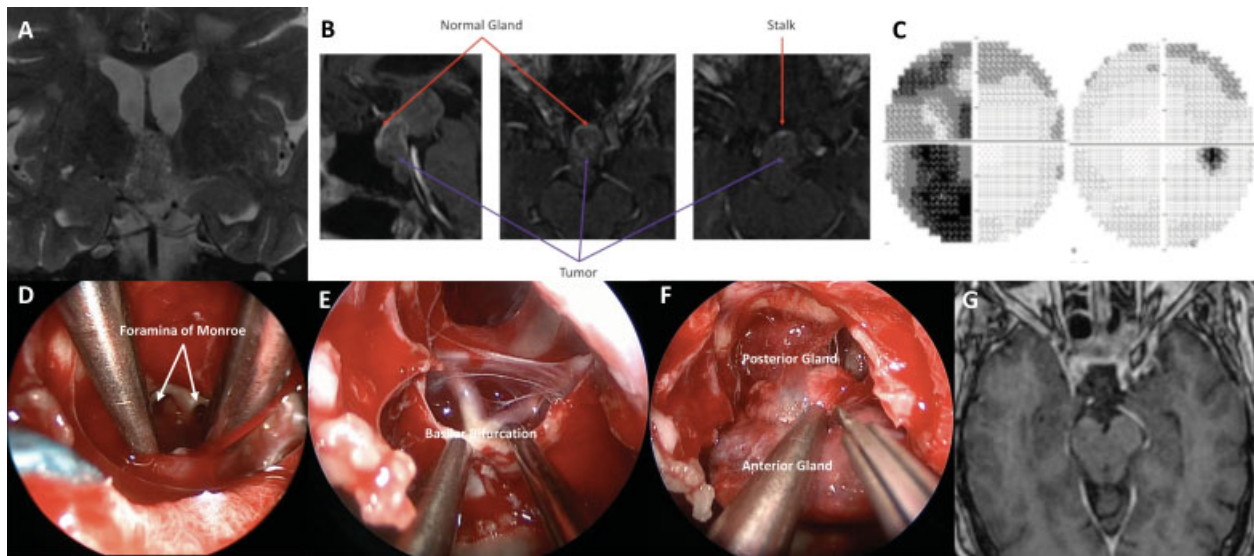 A
B
Normal Gland
Stalk
Tumor
C
D
Foramina of Monroe
E
Basilar Bifurcation
F
Posterior Gland
Anterior Gland
G